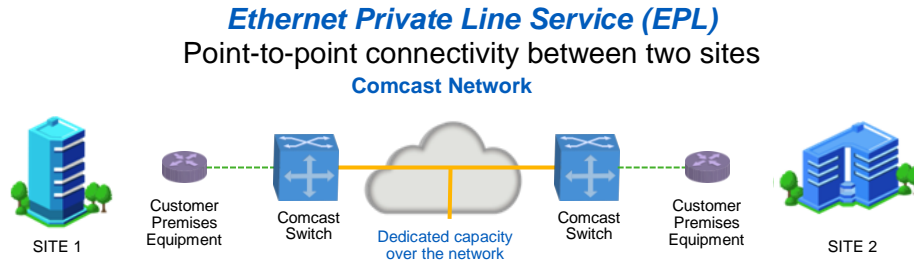 Ethernet Private Line Service (EPL)
Point-to-point connectivity between two sites
Comcast Network
SITE 1
Customer
Premises
Equipment
Comcast
Switch
Dedicated capacity
over the network
Comcast
Switch
Customer
Premises
Equipment
SITE 2